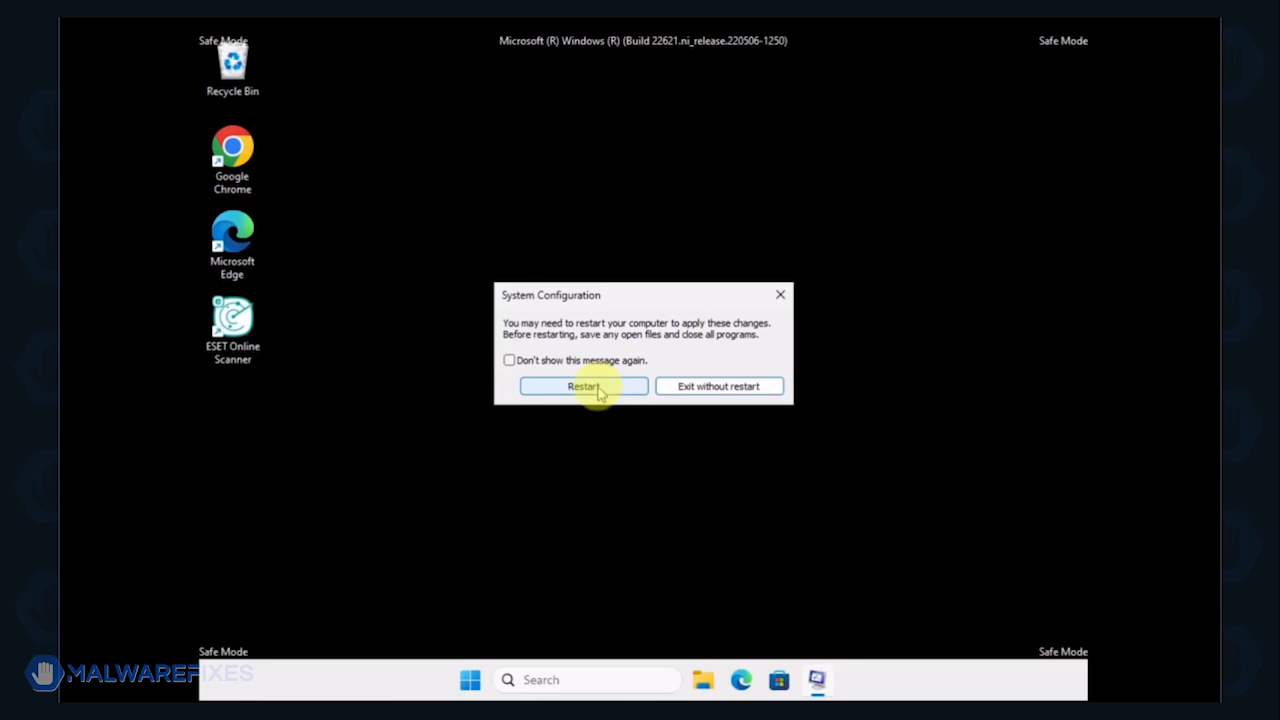 Safe Mode
Microsoft (R) Windows (R) (Build 22621.ni_release.220506-1250)
Safe Mode
Recycle Bin
Google
Chrome
Microsoft
Edge
ESET Online
Scanner
System Configuration
You may need to restart your computer to apply these changes.
Before restarting, save any open files and close all programs.
Don't show this message again.
Restart
Exit without restart
Safe Mode
Safe Mode
MALWAREFIXES
Search